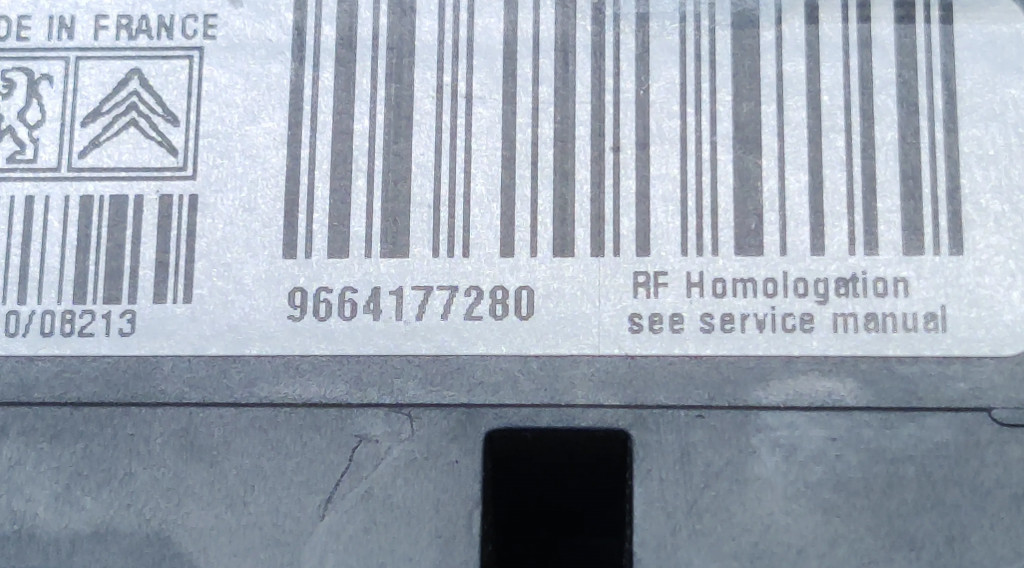 DE IN FRANCE
0/08213
9664177280
RF Homologation
see service manual